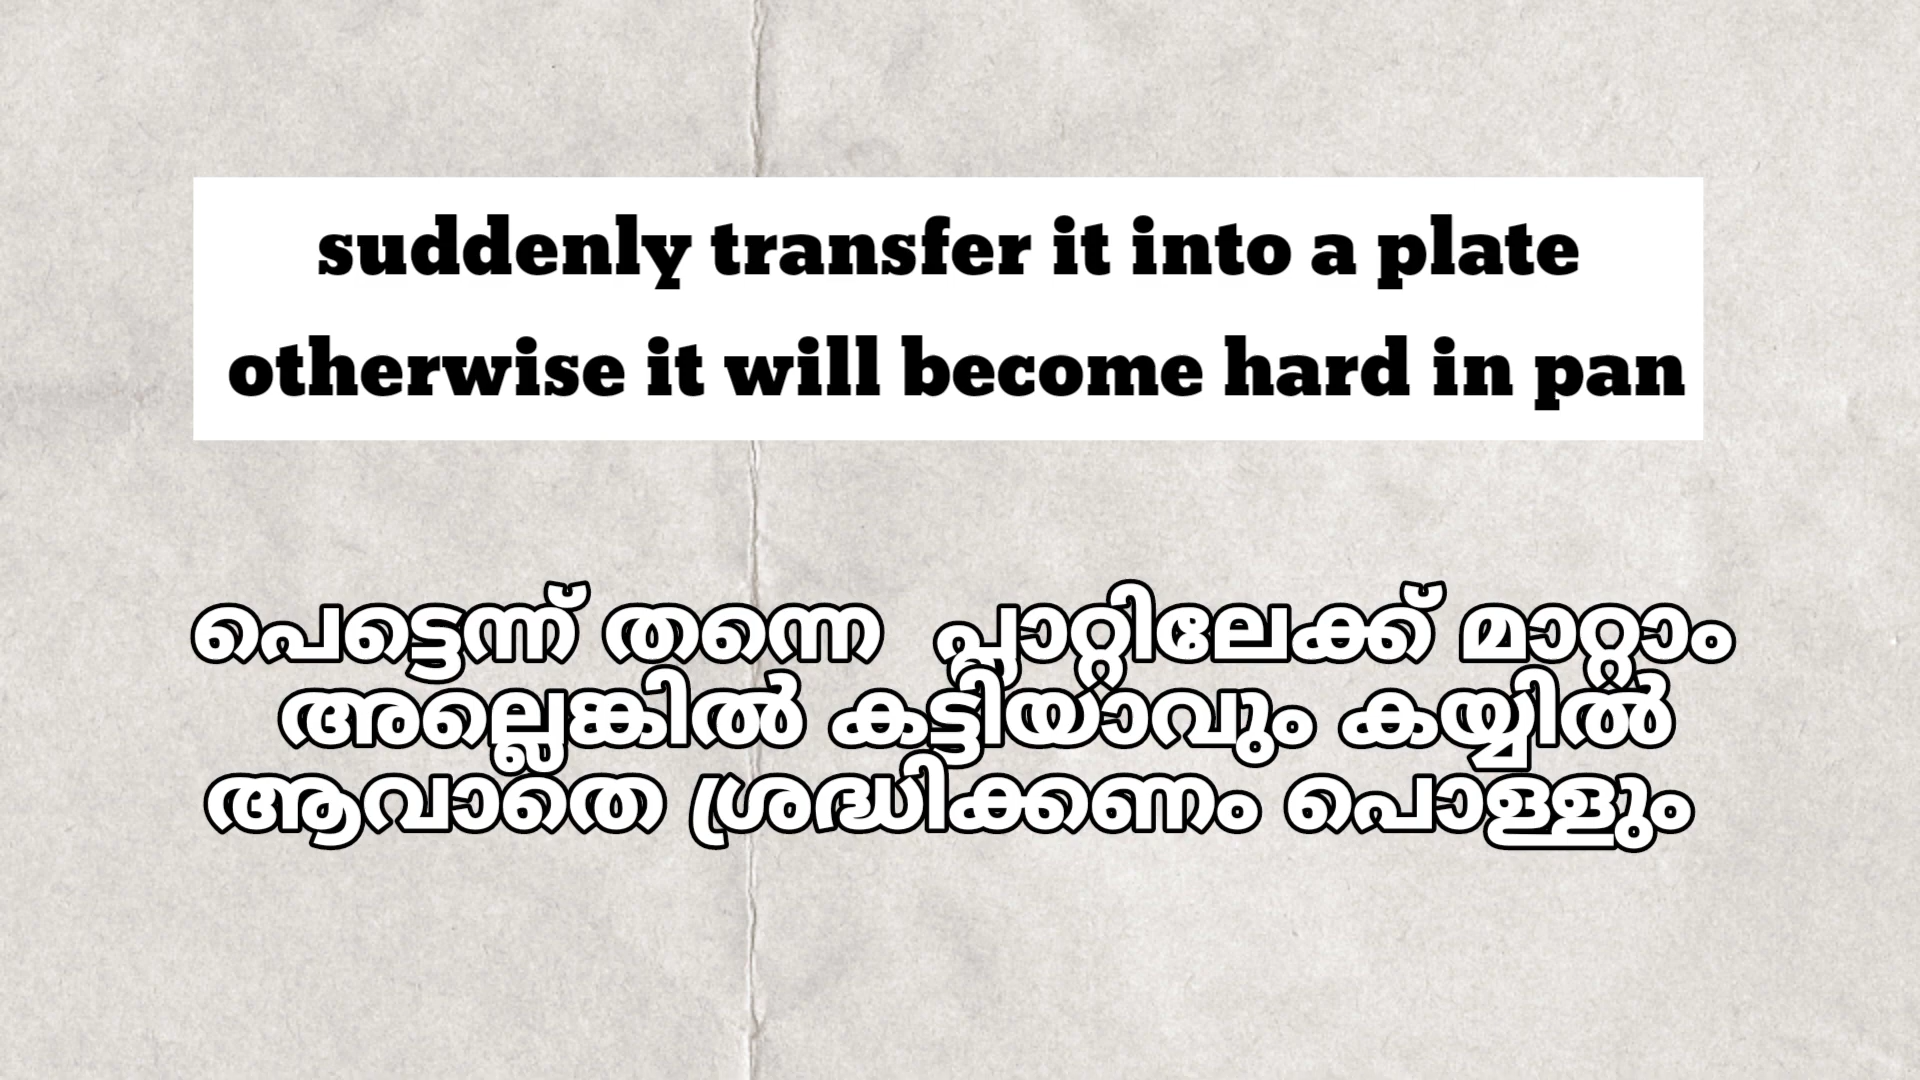 suddenly transfer it into a plate
otherwise it will become hard in pan
പെട്ടെന്ന് തന്നെ പ്ലാറ്റിലേക്ക് മാറ്റാം
അല്ലെങ്കിൽ കട്ടിയാവും കയ്യിൽ
ആവാതെ ശ്രദ്ധിക്കണം പൊള്ളും